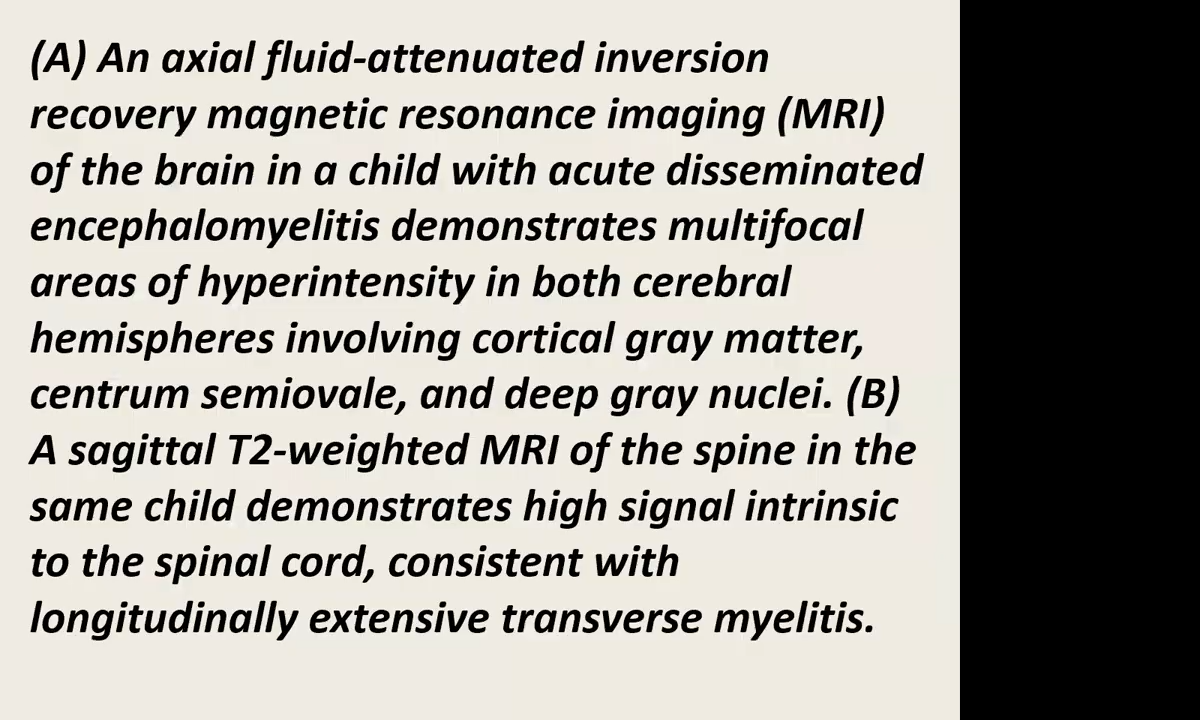 (A) An axial fluid-attenuated inversion
recovery magnetic resonance imaging (MRI)
of the brain in a child with acute disseminated
encephalomyelitis demonstrates multifocal
areas of hyperintensity in both cerebral
hemispheres involving cortical gray matter,
centrum semiovale, and deep gray nuclei. (B)
A sagittal T2-weighted MRI of the spine in the
same child demonstrates high signal intrinsic
to the spinal cord, consistent with
longitudinally extensive transverse myelitis.